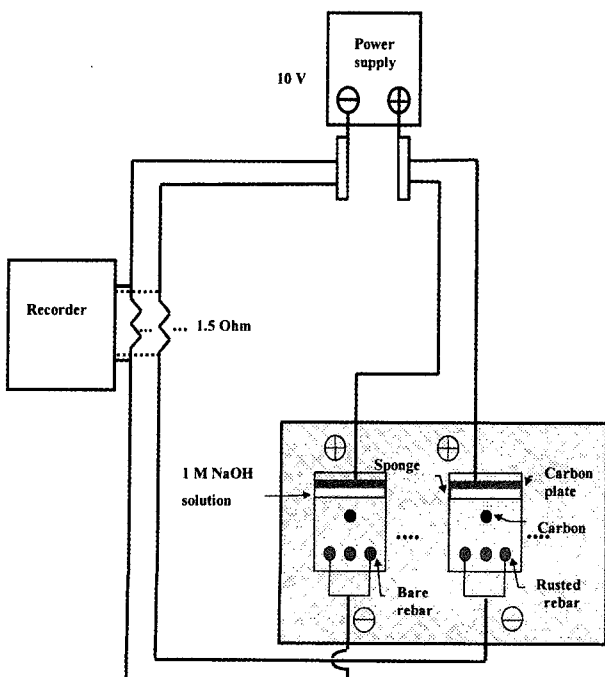 Power
supply
10 V
Recorder
... 1.5 Ohm
1 M NaOH
solution
Sponge
Carbon
plate
Carbon
Bare
rebar
Rusted
rebar